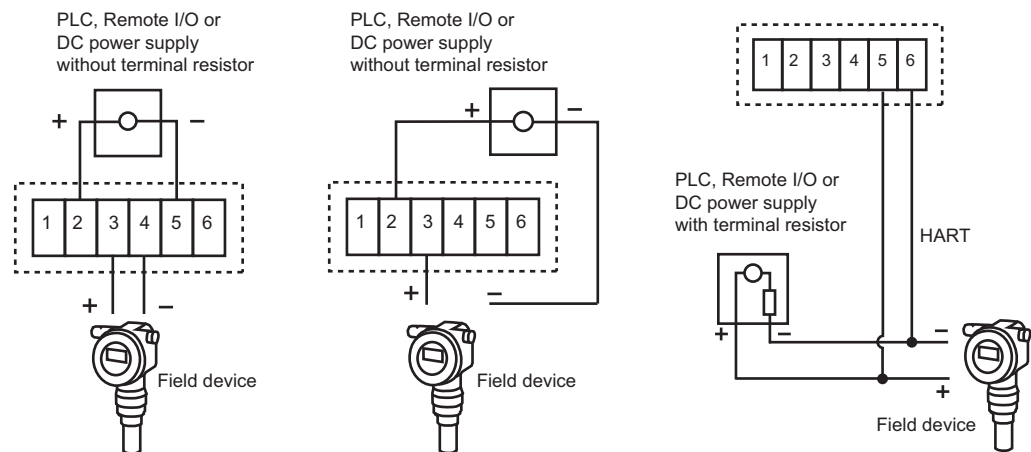 PLC, Remote I/O or
DC power supply
without terminal resistor
+ −
1 2 3 4 5 6
+ −
Field device
PLC, Remote I/O or
DC power supply
without terminal resistor
+ −
1 2 3 4 5 6
+ −
Field device
1 2 3 4 5 6
PLC, Remote I/O or
DC power supply
with terminal resistor
HART
+ −
−
+
Field device